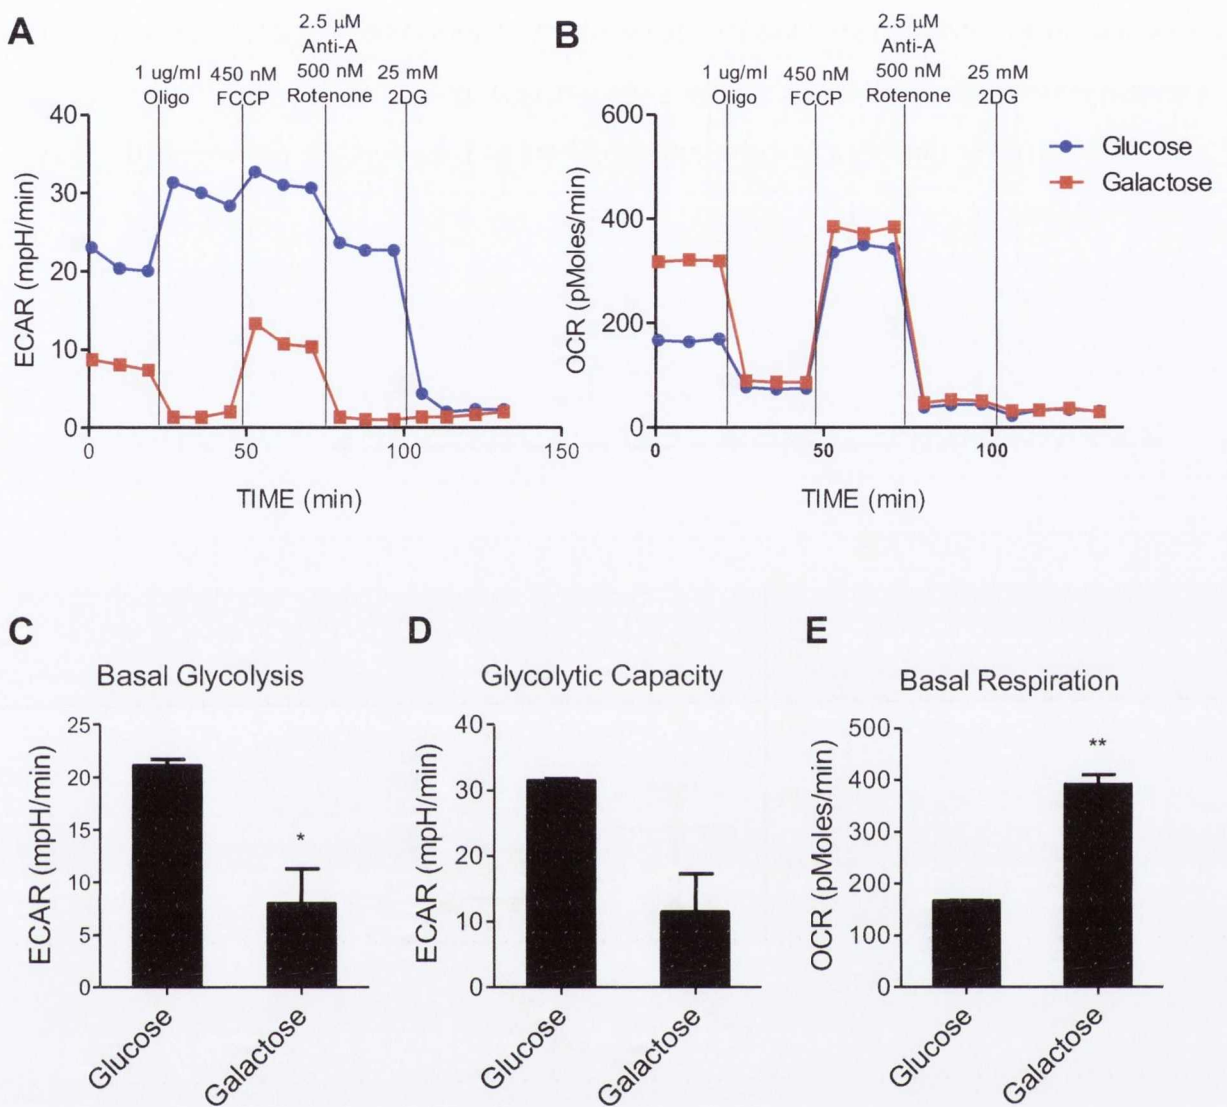 A
1 ug/ml
Oligo
450 nM
FCCP
2.5 μM
Anti-A
500 nM
Rotenone
25 mM
2DG
ECAR (mpH/min)
40
30
20
10
0
0
50
100
150
TIME (min)
B
1 ug/ml
Oligo
450 nM
FCCP
2.5 μM
Anti-A
500 nM
Rotenone
25 mM
2DG
OCR (pMoles/min)
600
400
200
0
0
50
100
TIME (min)
Glucose
Galactose
C
Basal Glycolysis
ECAR (mpH/min)
25
20
15
10
5
0
*
Glucose
Galactose
D
Glycolytic Capacity
ECAR (mpH/min)
40
30
20
10
0
Glucose
Galactose
E
Basal Respiration
OCR (pMoles/min)
500
400
300
200
100
0
**
Glucose
Galactose